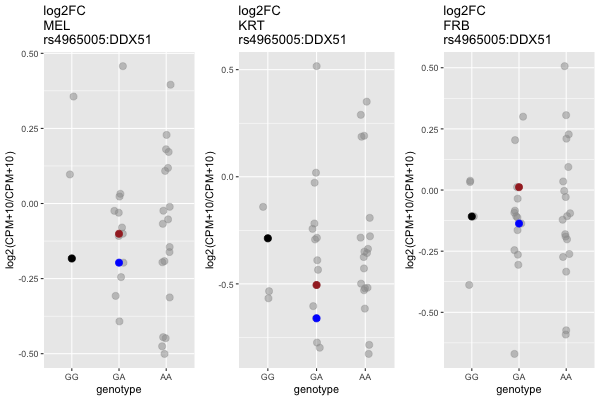 log2FC
MEL
rs4965005:DDX51
log2(CPM+10/CPM+10)
0.50
0.25
0.00
-0.25
-0.50
GG GA AA
genotype
log2FC
KRT
rs4965005:DDX51
log2(CPM+10/CPM+10)
0.5
0.0
-0.5
GG GA AA
genotype
log2FC
FRB
rs4965005:DDX51
log2(CPM+10/CPM+10)
0.50
0.25
0.00
-0.25
-0.50
GG GA AA
genotype